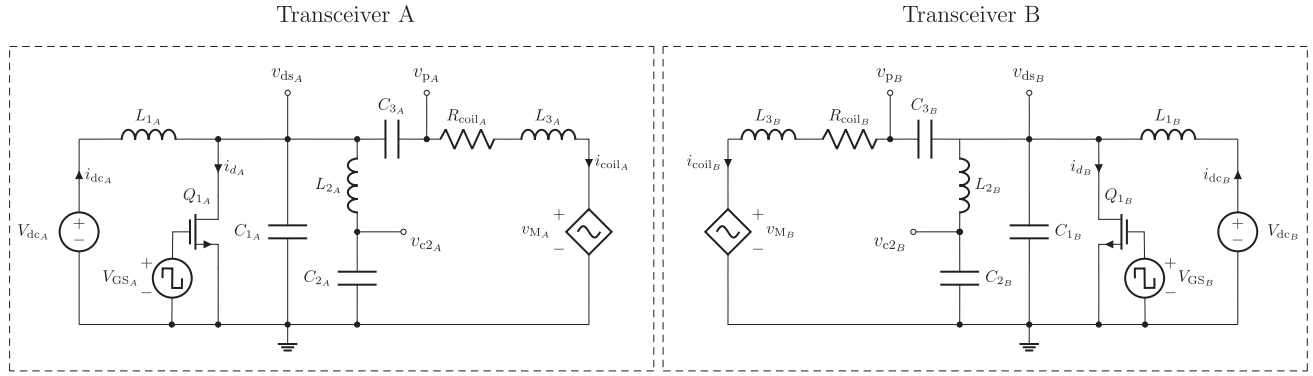 Transceiver A
Transceiver B
v_dsA
v_pA
v_pB
v_dsB
L_1A
C_3A
R_coilA
L_3A
L_3B
R_coilB
C_3B
L_1B
i_dcA
i_dA
i_coilA
i_coilB
i_dB
i_dcB
Q_1A
L_2A
L_2B
Q_1B
V_dcA
+
−
C_1A
v_c2A
v_MA
+
−
v_MB
+
−
v_c2B
C_1B
V_dcB
+
−
V_GSA
+
−
C_2A
C_2B
V_GSB
+
−